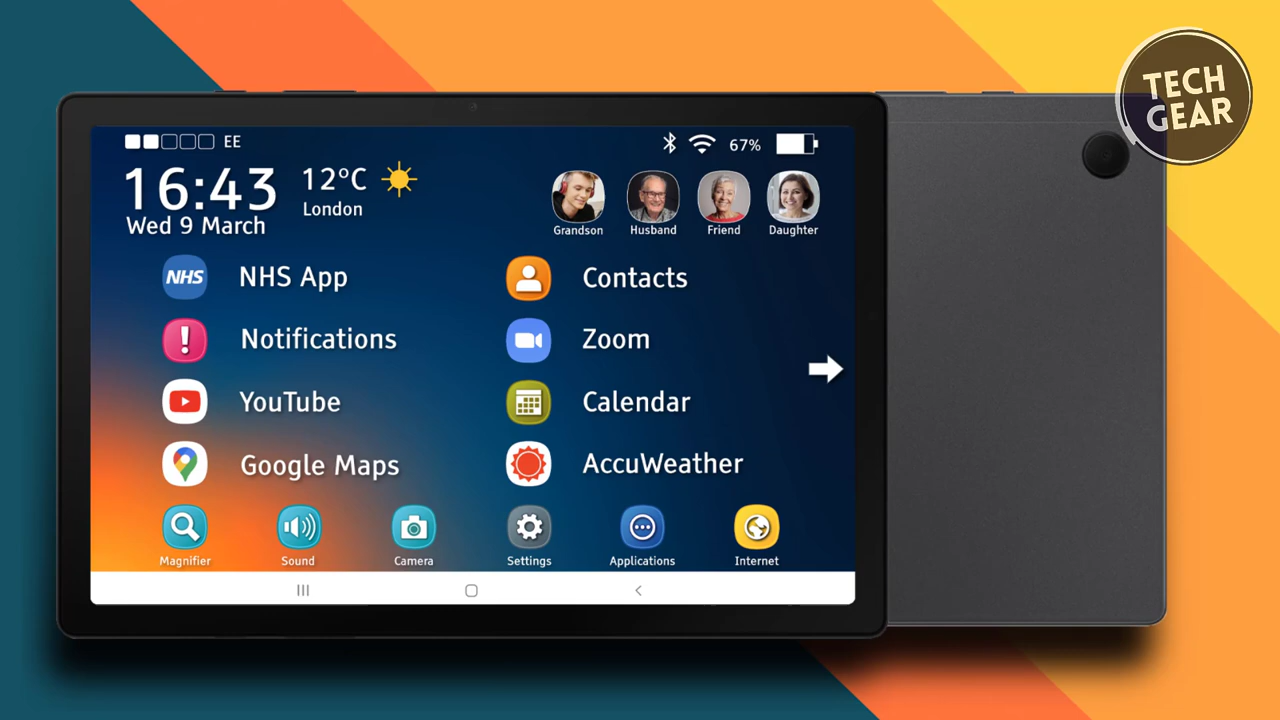 TECH
GEAR
EE
67%
16:43
12°C
London
Wed 9 March
Grandson
Husband
Friend
Daughter
NHS
NHS App
Contacts
Notifications
Zoom
YouTube
Calendar
Google Maps
AccuWeather
Magnifier
Sound
Camera
Settings
Applications
Internet